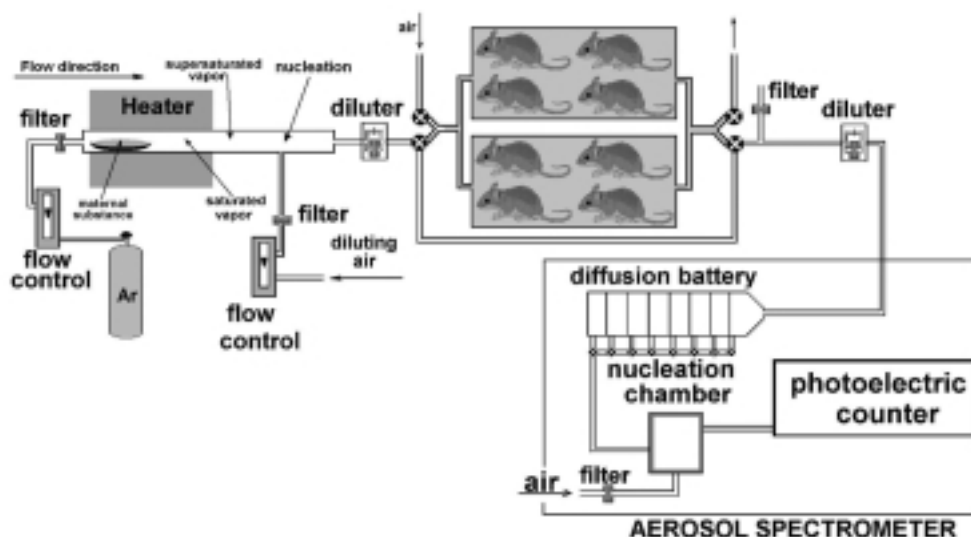 air
Flow direction
supersaturated
vapor
nucleation
Heater
diluter
filter
filter
diluter
maternal
substance
saturated
vapor
filter
flow
control
diluting
air
Ar
flow
control
diffusion battery
nucleation
chamber
photoelectric
counter
air
filter
AEROSOL SPECTROMETER